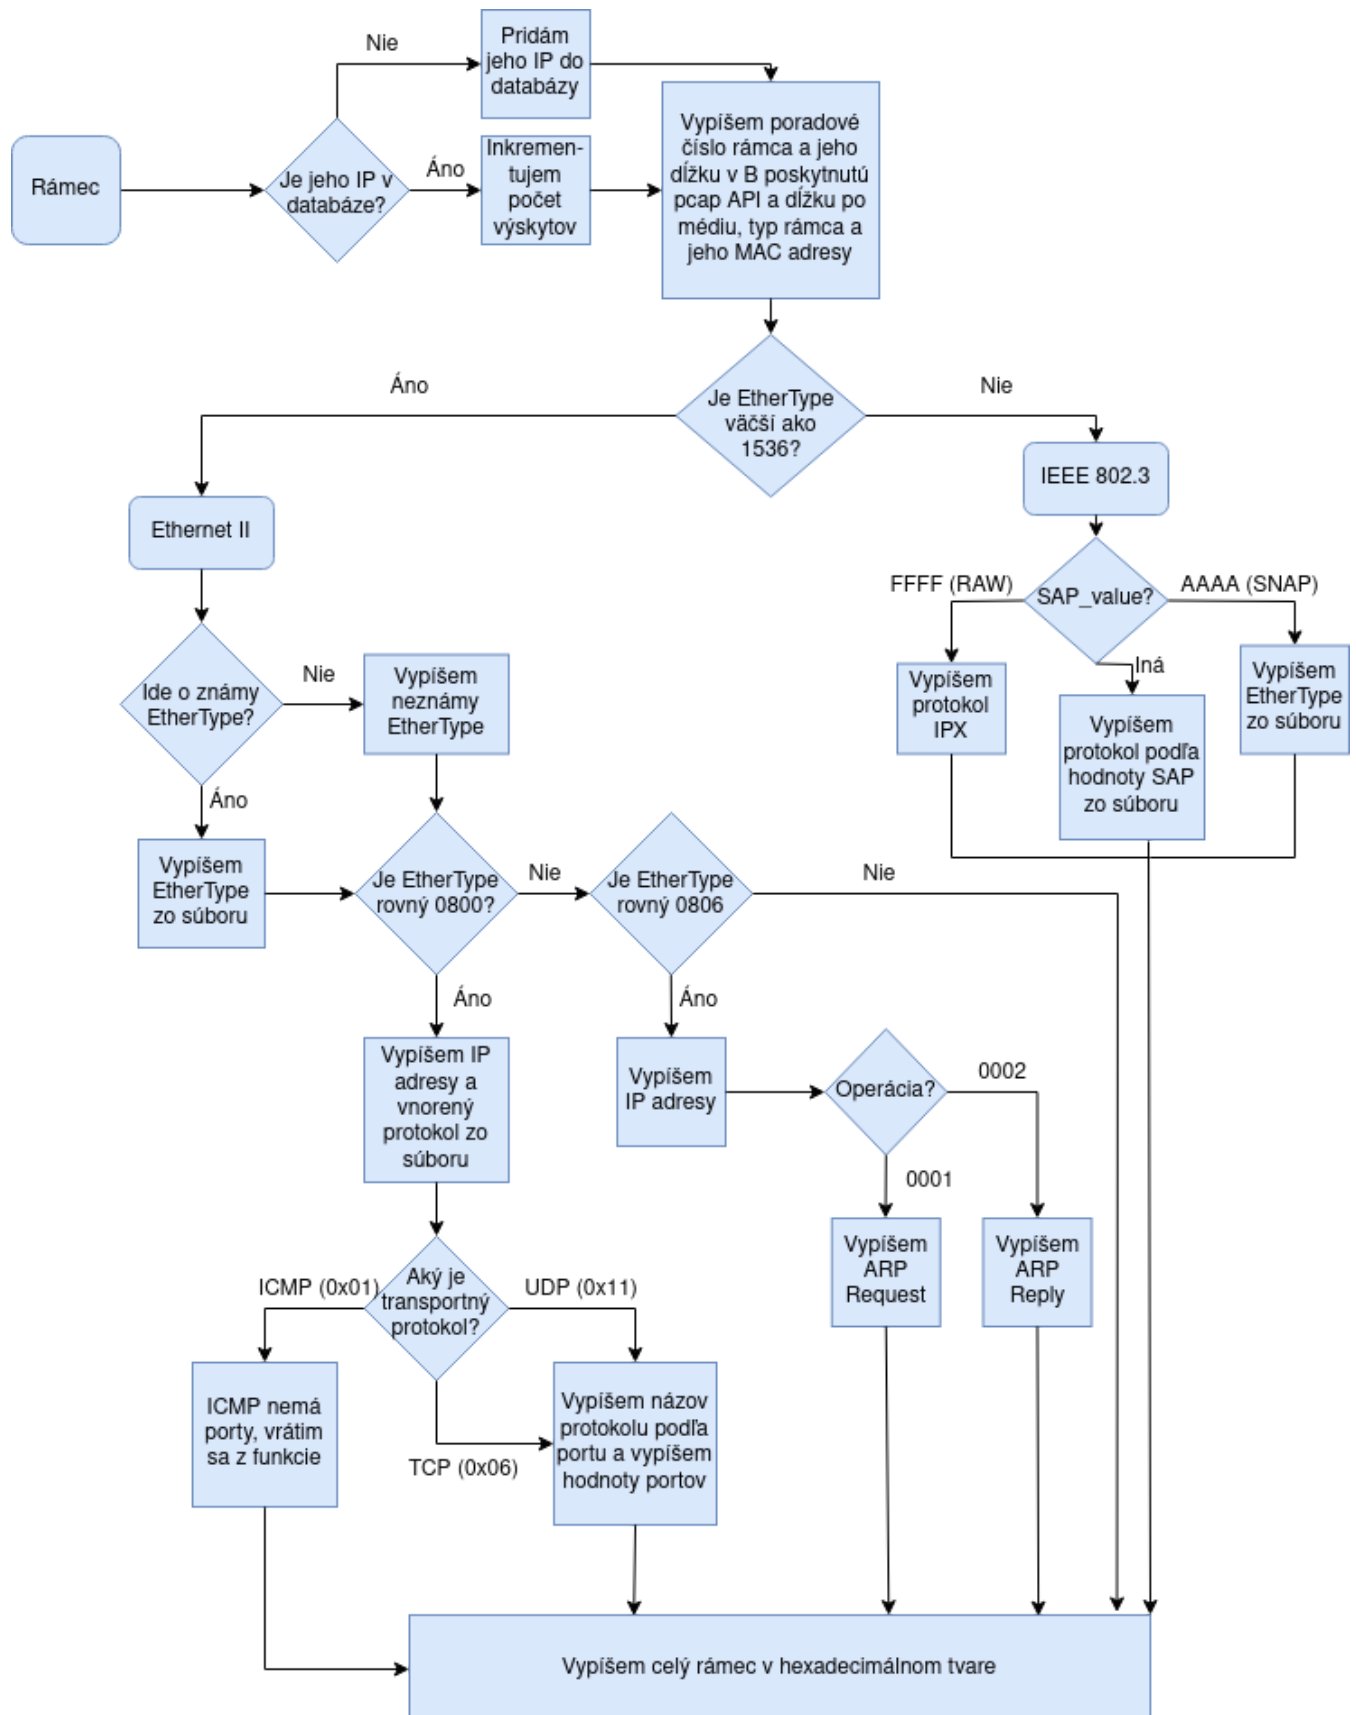 Nie
Pridám
jeho IP do
databázy
Rámec
Je jeho IP v
databáze?
Áno
Inkremen-
tujem
počet
výskytov
Vypíšem poradové
číslo rámca a jeho
dĺžku v B poskytnutú
pcap API a dĺžku po
médiu, typ rámca a
jeho MAC adresy
Áno
Je EtherType
väčší ako
1536?
Nie
IEEE 802.3
Ethernet II
FFFF (RAW)
SAP_value?
AAAA (SNAP)
Iná
Ide o známy
EtherType?
Nie
Vypíšem
neznámy
EtherType
Vypíšem
protokol
IPX
Vypíšem
protokol podľa
hodnoty SAP
zo súboru
Vypíšem
EtherType
zo súboru
Áno
Vypíšem
EtherType
zo súboru
Je EtherType
rovný 0800?
Nie
Je EtherType
rovný 0806
Nie
Áno
Áno
Vypíšem IP
adresy a
vnorený
protokol zo
súboru
Vypíšem
IP adresy
Operácia?
0002
0001
Vypíšem
ARP
Request
Vypíšem
ARP
Reply
ICMP (0x01)
Aký je
transportný
protokol?
UDP (0x11)
TCP (0x06)
ICMP nemá
porty, vrátim
sa z funkcie
Vypíšem názov
protokolu podľa
portu a vypíšem
hodnoty portov
Vypíšem celý rámec v hexadecimálnom tvare